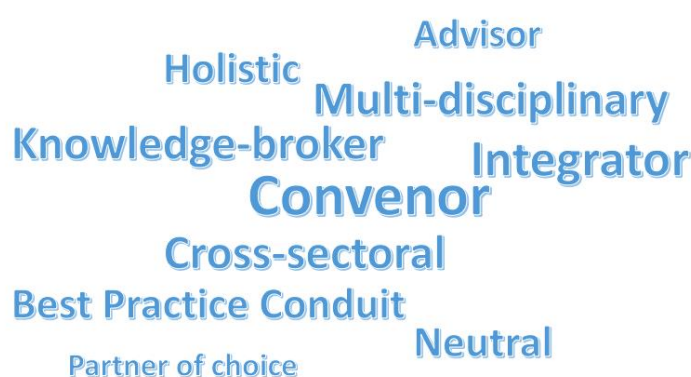 Advisor
Holistic
Multi-disciplinary
Knowledge-broker
Integrator
Convenor
Cross-sectoral
Best Practice Conduit
Neutral
Partner of choice